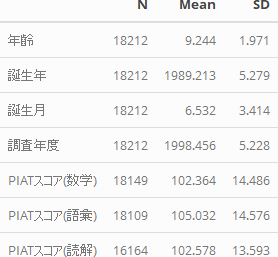 N Mean SD
年齢 18212 9.244 1.971
誕生年 18212 1989.213 5.279
誕生月 18212 6.532 3.414
調査年度 18212 1998.456 5.228
PIATスコア(数学) 18149 102.364 14.486
PIATスコア(語彙) 18109 105.032 14.576
PIATスコア(読解) 16164 102.578 13.593